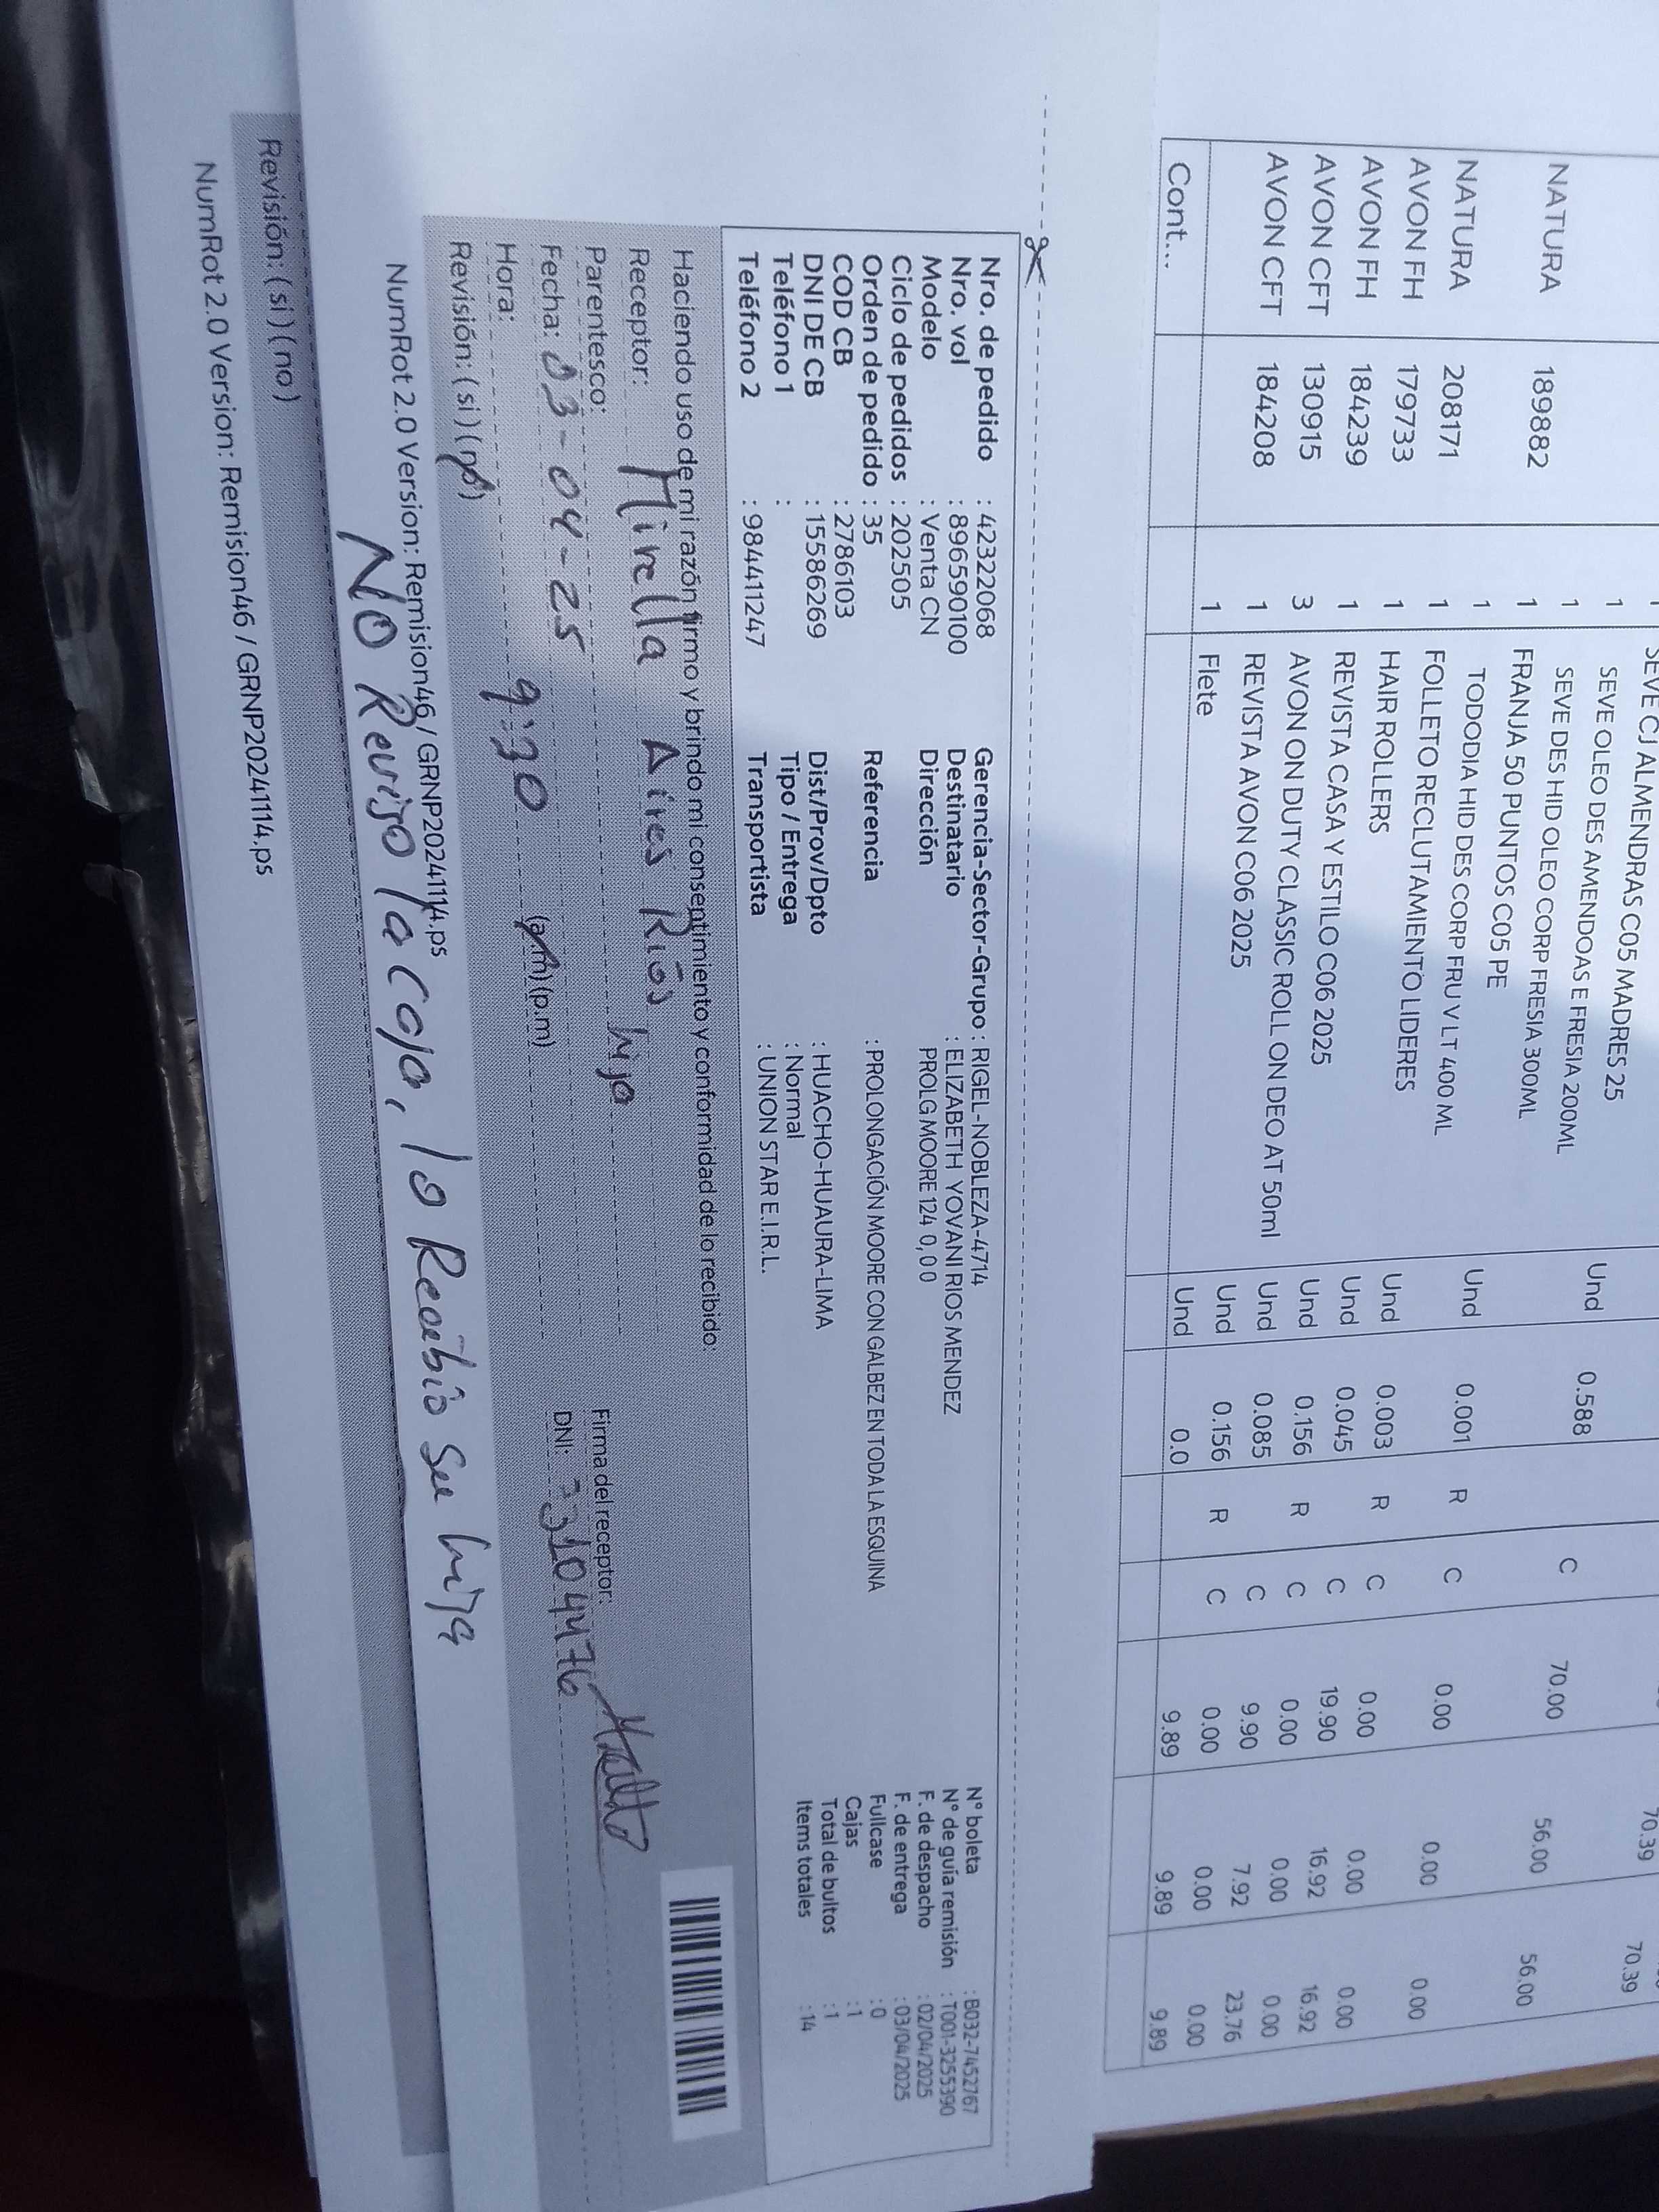 SEVE CJ ALMENDRAS C05 MADRES 25
1 SEVE OLEO DES AMENDOAS E FRESIA 200ML Und 0.588 70.39 70.39
NATURA 189882 1 SEVE DES HID OLEO CORP FRESIA 300ML C 70.00 56.00 56.00
1 FRANJA 50 PUNTOS C05 PE
NATURA 208171 1 TODODIA HID DES CORP FRU V LT 400 ML Und 0.001 R C 0.00 0.00 0.00
AVON FH 179733 1 FOLLETO RECLUTAMIENTO LIDERES Und 0.003 R C 0.00 0.00 0.00
AVON FH 184239 1 HAIR ROLLERS Und 0.045 C 19.90 16.92 16.92
AVON CFT 130915 1 REVISTA CASA Y ESTILO C06 2025 Und 0.156 R C 0.00 0.00 0.00
AVON CFT 184208 3 AVON ON DUTY CLASSIC ROLL ON DEO AT 50ml Und 0.085 C 9.90 7.92 23.76
1 REVISTA AVON C06 2025 Und 0.156 R C 0.00 0.00 0.00
Cont... 1 Flete Und 0.0 9.89 9.89 9.89
Nro. de pedido : 42322068
Nro. vol : 896590100
Modelo : Venta CN
Ciclo de pedidos : 202505
Orden de pedido : 35
COD CB : 2786103
DNI DE CB : 15586269
Teléfono 1 :
Teléfono 2 : 984411247
Gerencia-Sector-Grupo : RIGEL-NOBLEZA-4714
Destinatario : ELIZABETH YOVANI RIOS MENDEZ
Dirección PROLG MOORE 124 0,0 0
Referencia : PROLONGACIÓN MOORE CON GALBEZ EN TODA LA ESQUINA
Dist/Prov/Dpto : HUACHO-HUAURA-LIMA
Tipo / Entrega : Normal
Transportista : UNION STAR E.I.R.L.
N° boleta : B032-7452767
N° de guía remisión : T001-3255390
F. de despacho : 02/04/2025
F. de entrega : 03/04/2025
Fullcase : 0
Cajas : 1
Total de bultos : 1
Items totales : 14
Haciendo uso de mi razón firmo y brindo mi consentimiento y conformidad de lo recibido:
Receptor: Mirella Aires Ríos
Parentesco: hija
Fecha: 03-04-25
Hora: 9:30 (a.m) (p.m)
Revisión: ( si ) ( no )
Firma del receptor:
DNI: 33104476
NumRot 2.0 Version: Remision46 / GRNP20241114.ps
No Reviso la caja, lo Recibio su hija
Revisión: ( si ) ( no )
NumRot 2.0 Version: Remision46 / GRNP20241114.ps